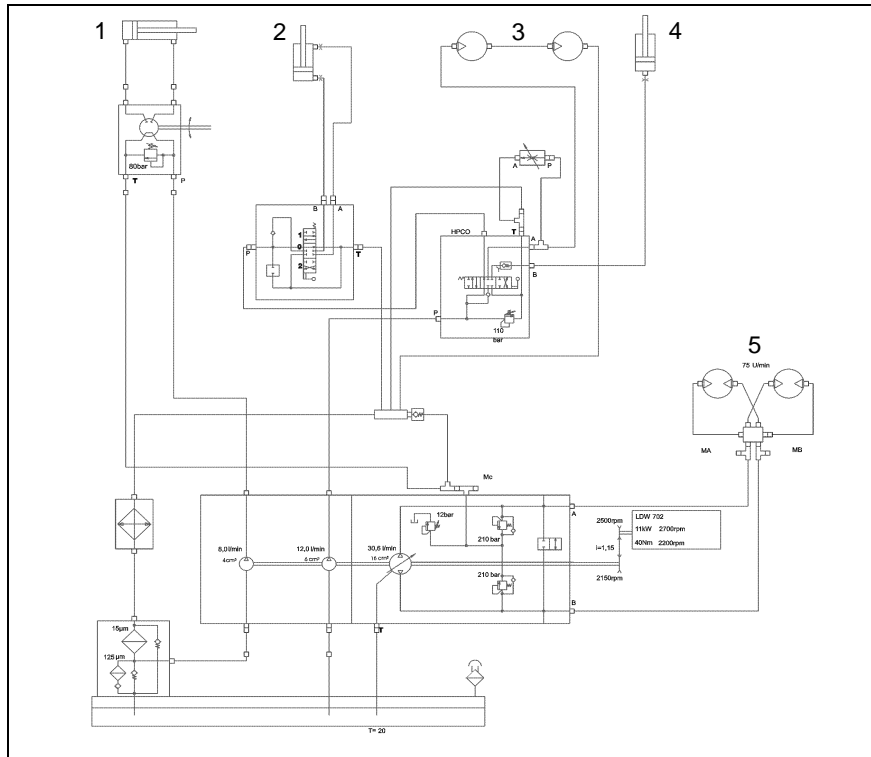 1
2
3
4
80bar
T
P
A
P
B
A
1
0
2
P
T
HPCO
T
A
B
P
110
bar
5
75 U/min
MA
MB
Mc
12bar
210 bar
210 bar
A
B
8,0 l/min
4cm³
12,0 l/min
6 cm³
30,6 l/min
16 cm³
2500rpm
i=1,15
2150rpm
LDW 702
11kW 2700rpm
40Nm 2200rpm
T
15µm
125 µm
T= 20